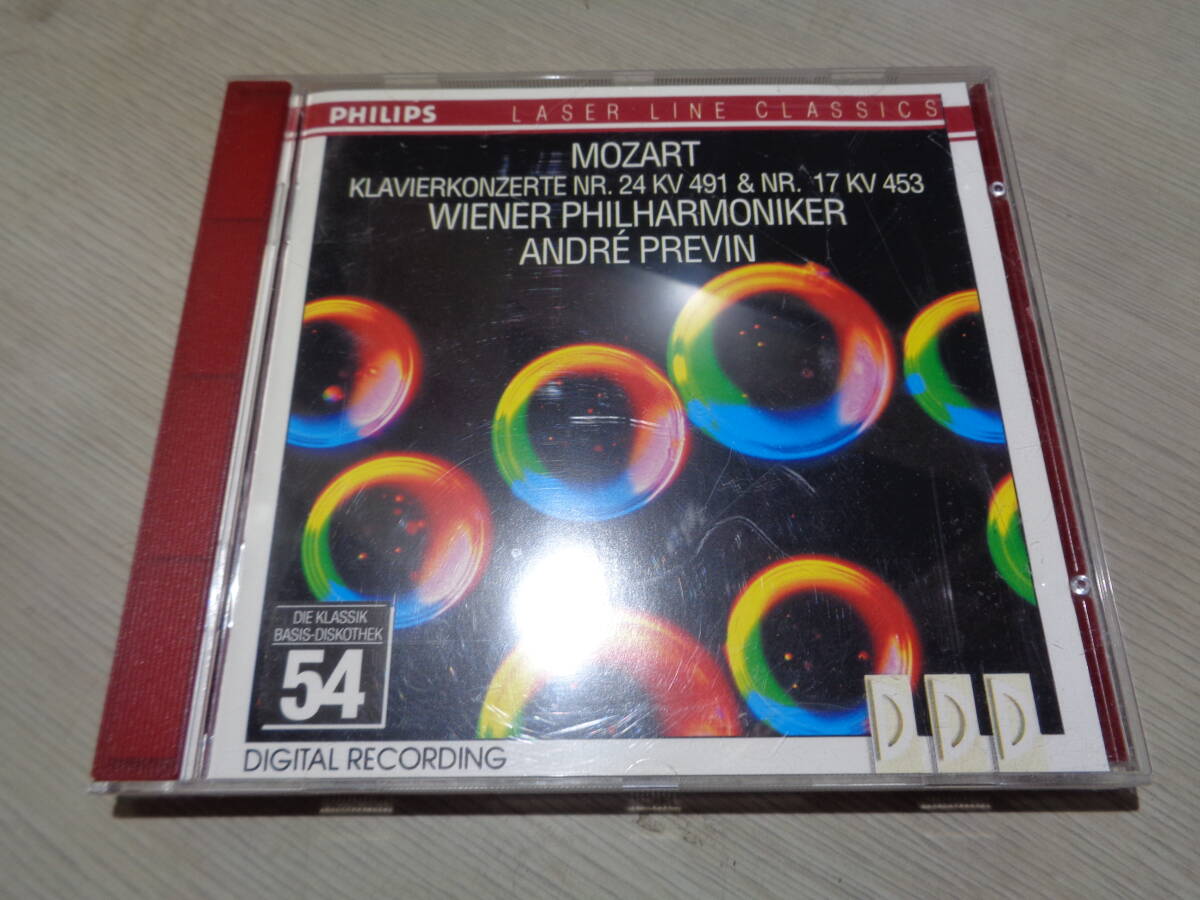 PHILIPS LASER LINE CLASSICS
MOZART
KLAVIERKONZERTE NR. 24 KV 491 & NR. 17 KV 453
WIENER PHILHARMONIKER
ANDRÉ PREVIN
DIE KLASSIK
BASIS-DISKOTHEK
54
DIGITAL RECORDING
D D D